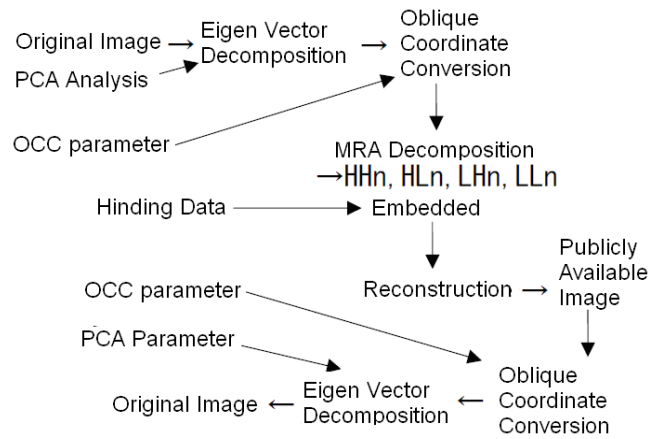 Original Image → Eigen Vector Decomposition → Oblique Coordinate Conversion
PCA Analysis
OCC parameter
MRA Decomposition
→HHn, HLn, LHn, LLn
Hinding Data
Embedded
Reconstruction → Publicly Available Image
OCC parameter
PCA Parameter
Original Image ← Eigen Vector Decomposition ← Oblique Coordinate Conversion